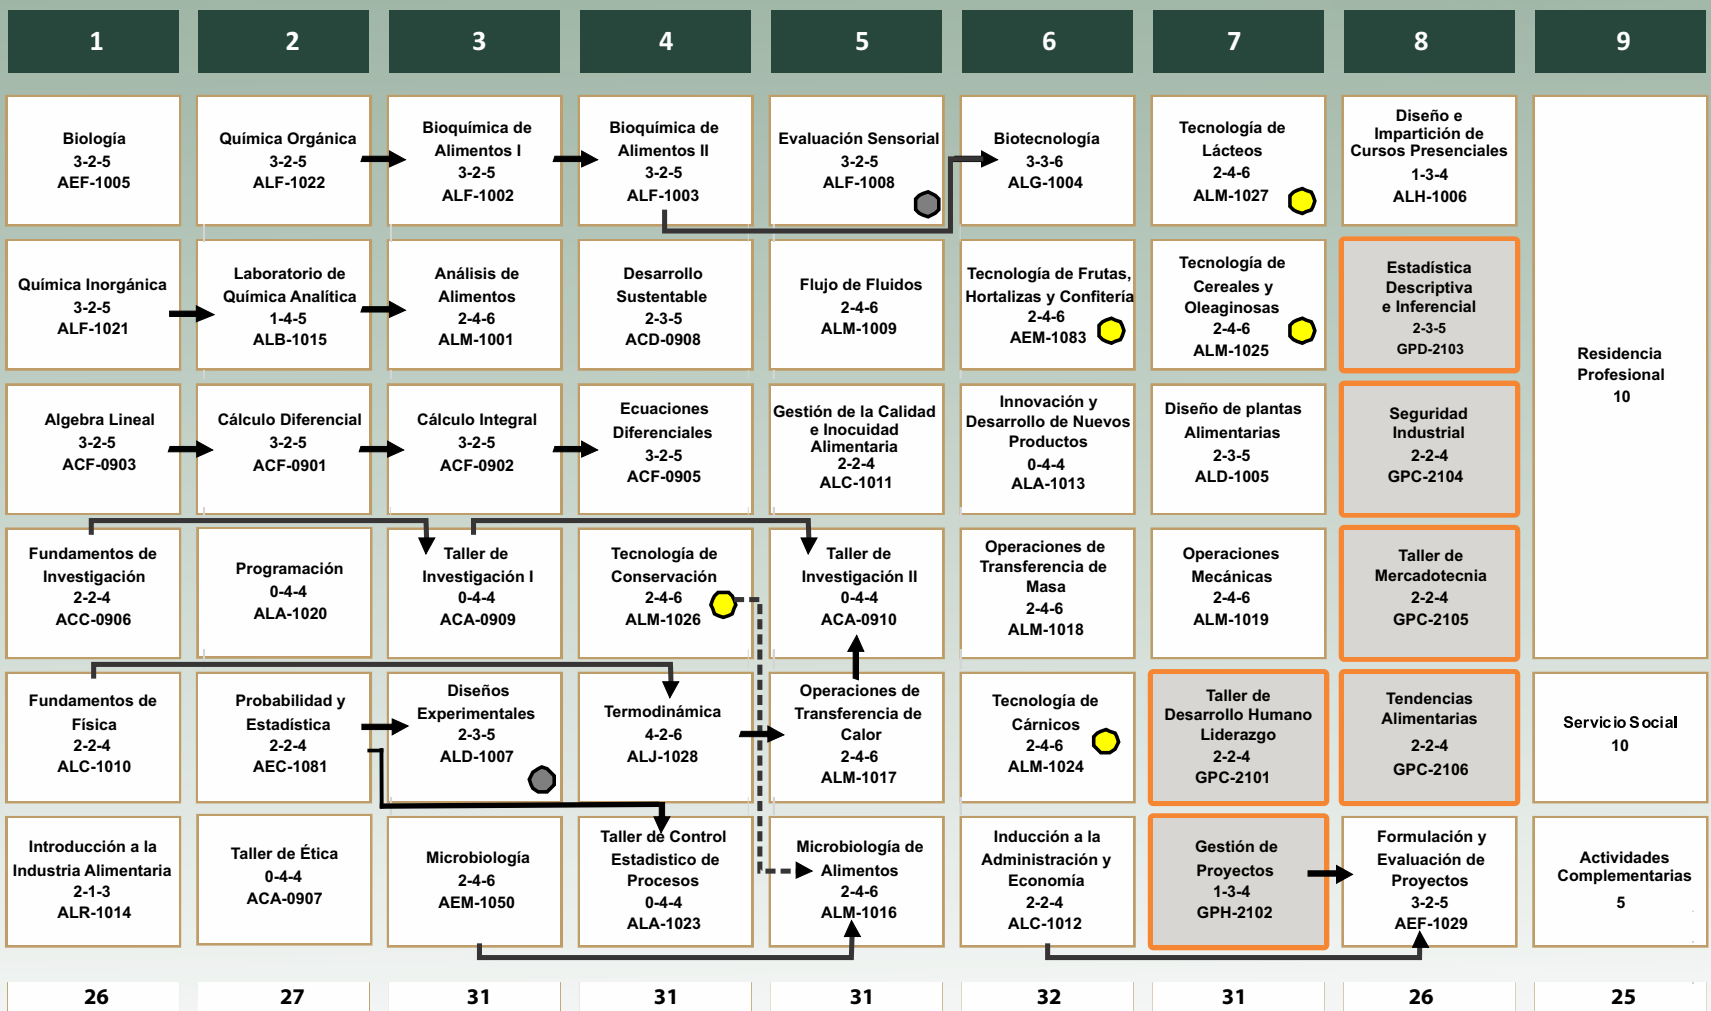 1
2
3
4
5
6
7
8
9
Biología
3-2-5
AEF-1005
Química Orgánica
3-2-5
ALF-1022
Bioquímica de
Alimentos I
3-2-5
ALF-1002
Bioquímica de
Alimentos II
3-2-5
ALF-1003
Evaluación Sensorial
3-2-5
ALF-1008
Biotecnología
3-3-6
ALG-1004
Tecnología de
Lácteos
2-4-6
ALM-1027
Diseño e
Impartición de
Cursos Presenciales
1-3-4
ALH-1006
Química Inorgánica
3-2-5
ALF-1021
Laboratorio de
Química Analítica
1-4-5
ALB-1015
Análisis de
Alimentos
2-4-6
ALM-1001
Desarrollo
Sustentable
2-3-5
ACD-0908
Flujo de Fluidos
2-4-6
ALM-1009
Tecnología de Frutas,
Hortalizas y Confitería
2-4-6
AEM-1083
Tecnología de
Cereales y
Oleaginosas
2-4-6
ALM-1025
Estadística
Descriptiva
e Inferencial
2-3-5
GPD-2103
Residencia
Profesional
10
Algebra Lineal
3-2-5
ACF-0903
Cálculo Diferencial
3-2-5
ACF-0901
Cálculo Integral
3-2-5
ACF-0902
Ecuaciones
Diferenciales
3-2-5
ACF-0905
Gestión de la Calidad
e Inocuidad
Alimentaria
2-2-4
ALC-1011
Innovación y
Desarrollo de Nuevos
Productos
0-4-4
ALA-1013
Diseño de plantas
Alimentarias
2-3-5
ALD-1005
Seguridad
Industrial
2-2-4
GPC-2104
Fundamentos de
Investigación
2-2-4
ACC-0906
Programación
0-4-4
ALA-1020
Taller de
Investigación I
0-4-4
ACA-0909
Tecnología de
Conservación
2-4-6
ALM-1026
Taller de
Investigación II
0-4-4
ACA-0910
Operaciones de
Transferencia de
Masa
2-4-6
ALM-1018
Operaciones
Mecánicas
2-4-6
ALM-1019
Taller de
Mercadotecnia
2-2-4
GPC-2105
Fundamentos de
Física
2-2-4
ALC-1010
Probabilidad y
Estadística
2-2-4
AEC-1081
Diseños
Experimentales
2-3-5
ALD-1007
Termodinámica
4-2-6
ALJ-1028
Operaciones de
Transferencia de
Calor
2-4-6
ALM-1017
Tecnología de
Cárnicos
2-4-6
ALM-1024
Taller de
Desarrollo Humano
Liderazgo
2-2-4
GPC-2101
Tendencias
Alimentarias
2-2-4
GPC-2106
Servicio Social
10
Introducción a la
Industria Alimentaria
2-1-3
ALR-1014
Taller de Ética
0-4-4
ACA-0907
Microbiología
2-4-6
AEM-1050
Taller de Control
Estadistico de
Procesos
0-4-4
ALA-1023
Microbiología de
Alimentos
2-4-6
ALM-1016
Inducción a la
Administración y
Economía
2-2-4
ALC-1012
Gestión de
Proyectos
1-3-4
GPH-2102
Formulación y
Evaluación de
Proyectos
3-2-5
AEF-1029
Actividades
Complementarias
5
26
27
31
31
31
32
31
26
25